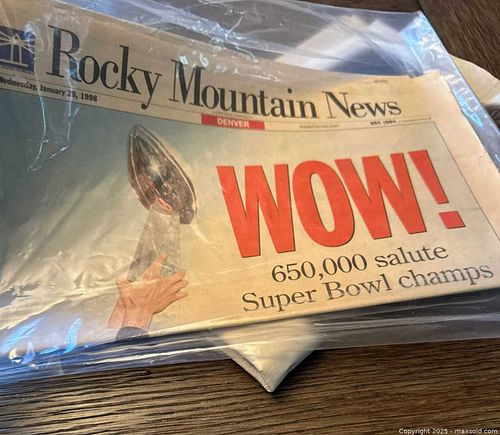 Rocky Mountain News
Wednesday, January 28, 1998
DENVER
WOW!
650,000 salute
Super Bowl champs
Copyright © 2025 - maxsold.com